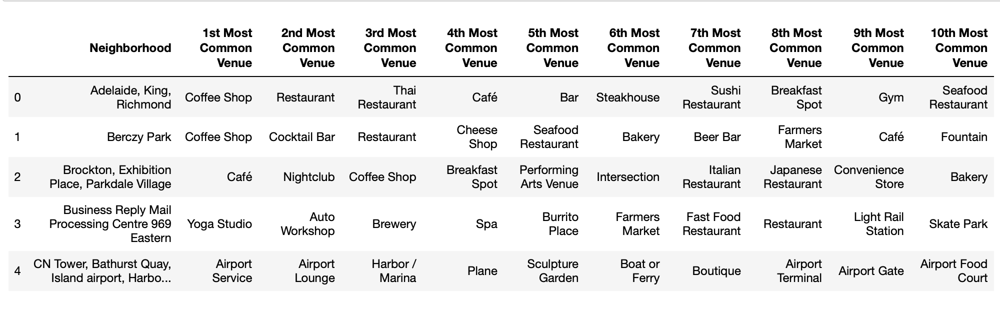 Neighborhood 1st Most Common Venue 2nd Most Common Venue 3rd Most Common Venue 4th Most Common Venue 5th Most Common Venue 6th Most Common Venue 7th Most Common Venue 8th Most Common Venue 9th Most Common Venue 10th Most Common Venue
0 Adelaide, King, Richmond Coffee Shop Restaurant Thai Restaurant Café Bar Steakhouse Sushi Restaurant Breakfast Spot Gym Seafood Restaurant
1 Berczy Park Coffee Shop Cocktail Bar Restaurant Cheese Shop Seafood Restaurant Bakery Beer Bar Farmers Market Café Fountain
2 Brockton, Exhibition Place, Parkdale Village Café Nightclub Coffee Shop Breakfast Spot Performing Arts Venue Intersection Italian Restaurant Japanese Restaurant Convenience Store Bakery
3 Business Reply Mail Processing Centre 969 Eastern Yoga Studio Auto Workshop Brewery Spa Burrito Place Farmers Market Fast Food Restaurant Restaurant Light Rail Station Skate Park
4 CN Tower, Bathurst Quay, Island airport, Harbo... Airport Service Airport Lounge Harbor / Marina Plane Sculpture Garden Boat or Ferry Boutique Airport Terminal Airport Gate Airport Food Court